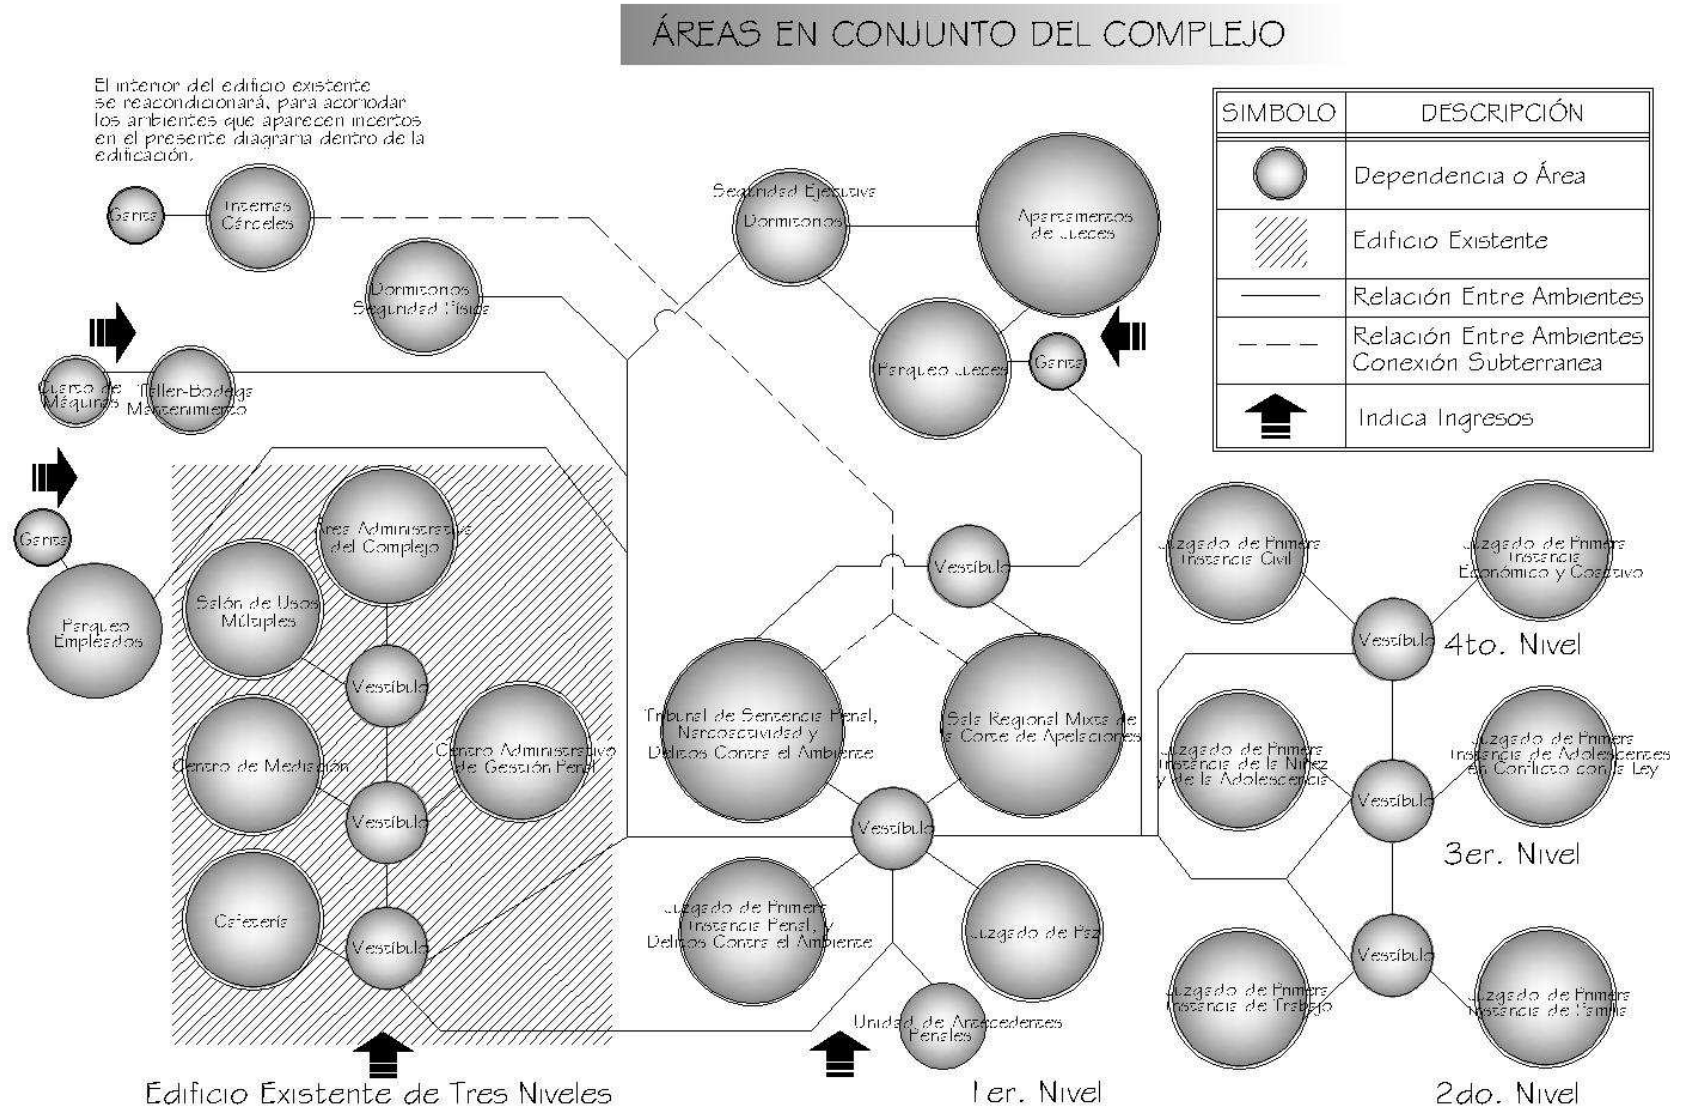 ÁREAS EN CONJUNTO DEL COMPLEJO
El interior del edificio existente
se reacondicionará, para acomodar
los ambientes que aparecen incertos
en el presente diagrama dentro de la
edificación.
SIMBOLO
DESCRIPCIÓN
Dependencia o Área
Edificio Existente
Relación Entre Ambientes
Relación Entre Ambientes
Conexión Subterranea
Indica Ingresos
Garita
Internas
Cárceles
Dormitorios
Seguridad Física
Cuarto de
Máquinas
Taller-Bodega
Mantenimiento
Garita
Parqueo
Empleados
Seguridad Ejecutiva
Dormitorios
Apartamentos
de Jueces
Parqueo Jueces
Garita
Área Administrativa
del Complejo
Salón de Usos
Múltiples
Vestíbulo
Centro de Mediación
Centro Administrativo
de Gestión Penal
Vestíbulo
Cafetería
Vestíbulo
Edificio Existente de Tres Niveles
Vestíbulo
Tribunal de Sentencia Penal,
Narcoactividad y
Delitos Contra el Ambiente
Sala Regional Mixta de
la Corte de Apelaciones
Vestíbulo
Juzgado de Primera
Instancia Penal, y
Delitos Contra el Ambiente
Juzgado de Paz
Unidad de Antecedentes
Penales
1er. Nivel
Juzgado de Primera
Instancia Civil
Juzgado de Primera
Instancia
Económico y Coactivo
Vestíbulo
4to. Nivel
Juzgado de Primera
Instancia de la Niñez
y de la Adolescencia
Juzgado de Primera
Instancia de Adolescentes
en Conflicto con la Ley
Vestíbulo
3er. Nivel
Vestíbulo
Juzgado de Primera
Instancia de Trabajo
Juzgado de Primera
Instancia de Familia
2do. Nivel